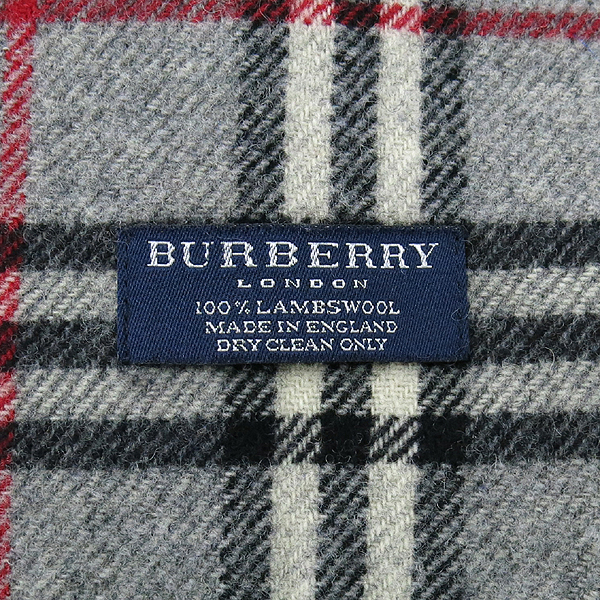 BURBERRY
LONDON
100% LAMBSWOOL
MADE IN ENGLAND
DRY CLEAN ONLY